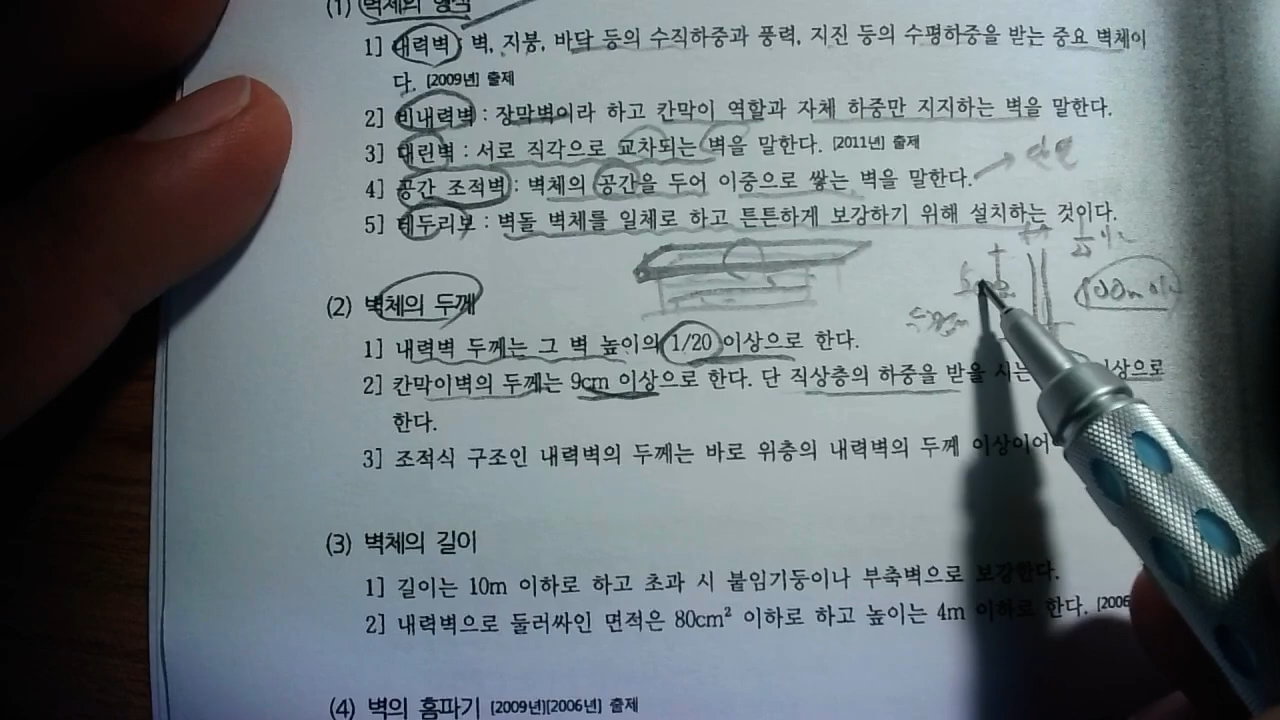 (1) 벽체의 형식
1] 내력벽 : 벽, 지붕, 바닥 등의 수직하중과 풍력, 지진 등의 수평하중을 받는 중요 벽체이
다. [2009년] 출제
2] 비내력벽 : 장막벽이라 하고 칸막이 역할과 자체 하중만 지지하는 벽을 말한다.
3] 대린벽 : 서로 직각으로 교차되는 벽을 말한다. [2011년] 출제
4] 공간 조적벽 : 벽체의 공간을 두어 이중으로 쌓는 벽을 말한다.
5] 테두리보 : 벽돌 벽체를 일체로 하고 튼튼하게 보강하기 위해 설치하는 것이다.
(2) 벽체의 두께
1] 내력벽 두께는 그 벽 높이의 1/20 이상으로 한다.
2] 칸막이벽의 두께는 9cm 이상으로 한다. 단 직상층의 하중을 받을 시는 이상으로
한다.
3] 조적식 구조인 내력벽의 두께는 바로 위층의 내력벽의 두께 이상이어
(3) 벽체의 길이
1] 길이는 10m 이하로 하고 초과 시 붙임기둥이나 부축벽으로 보강한다.
2] 내력벽으로 둘러싸인 면적은 80cm² 이하로 하고 높이는 4m 이하로 한다. [2006
(4) 벽의 홈파기 [2009년][2006년] 출제